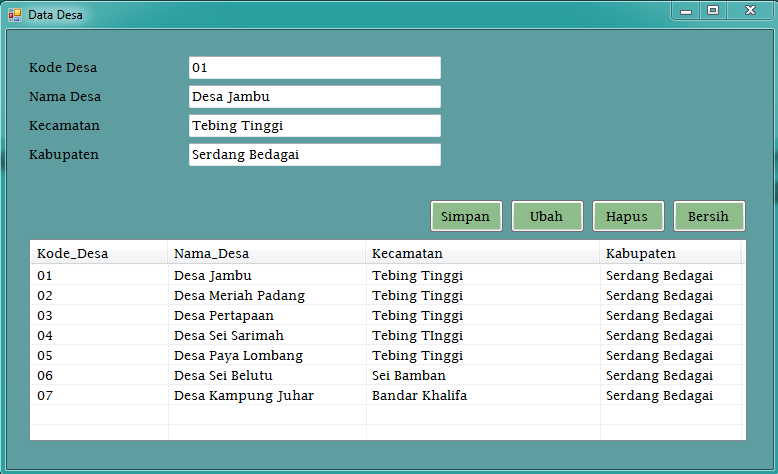 Data Desa
Kode Desa 01
Nama Desa Desa Jambu
Kecamatan Tebing Tinggi
Kabupaten Serdang Bedagai
Simpan Ubah Hapus Bersih
Kode_Desa Nama_Desa Kecamatan Kabupaten
01 Desa Jambu Tebing Tinggi Serdang Bedagai
02 Desa Meriah Padang Tebing Tinggi Serdang Bedagai
03 Desa Pertapaan Tebing Tinggi Serdang Bedagai
04 Desa Sei Sarimah Tebing TInggi Serdang Bedagai
05 Desa Paya Lombang Tebing Tinggi Serdang Bedagai
06 Desa Sei Belutu Sei Bamban Serdang Bedagai
07 Desa Kampung Juhar Bandar Khalifa Serdang Bedagai